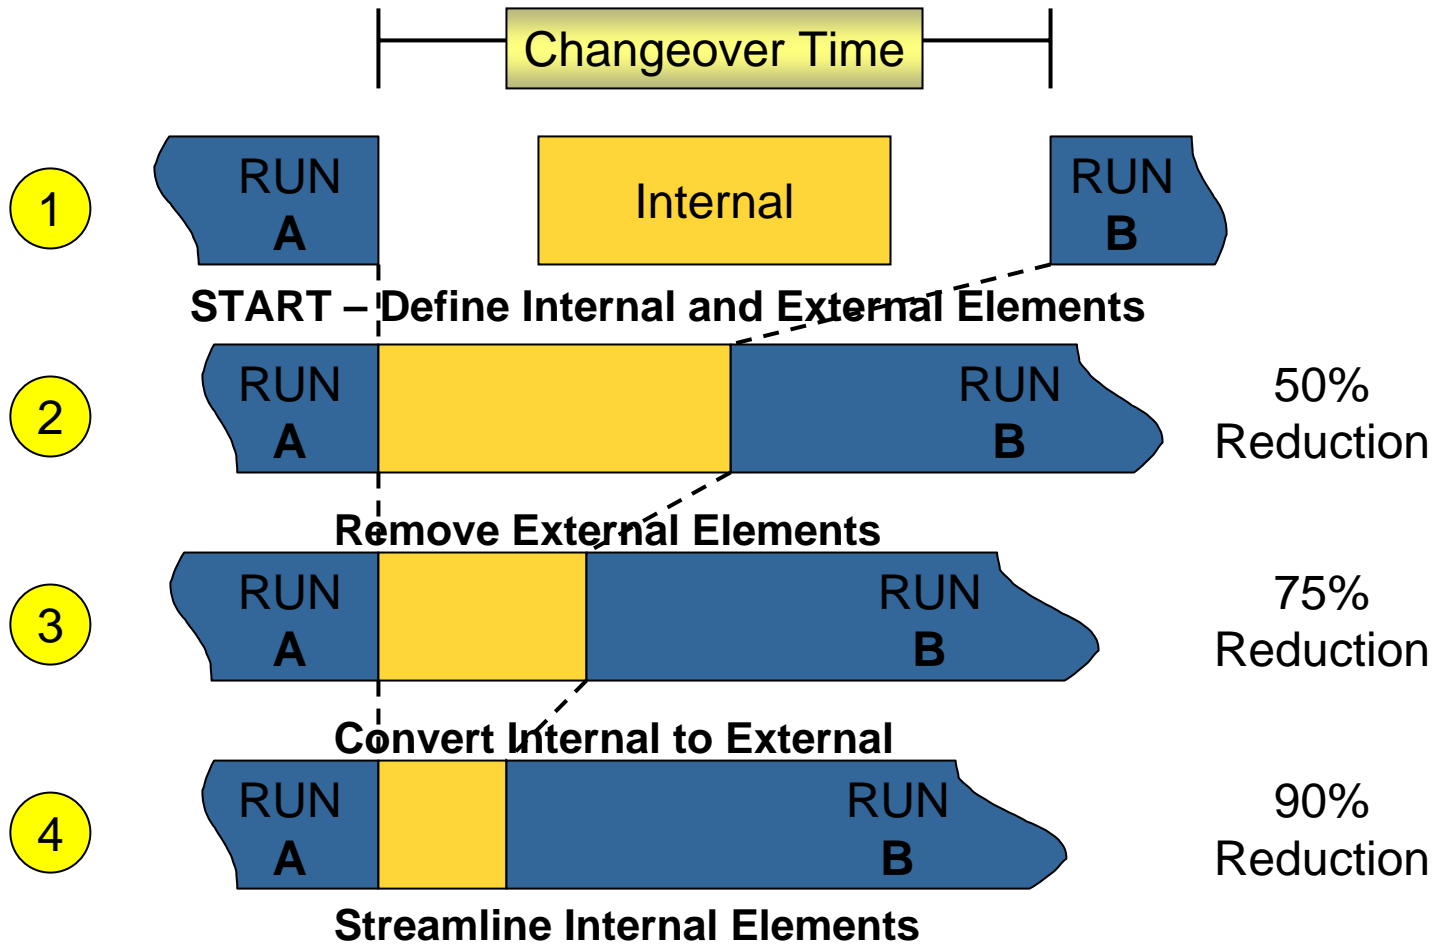 Changeover Time
1
RUN
A
Internal
RUN
B
START – Define Internal and External Elements
2
RUN
A
RUN
B
50%
Reduction
Remove External Elements
3
RUN
A
RUN
B
75%
Reduction
Convert Internal to External
4
RUN
A
RUN
B
90%
Reduction
Streamline Internal Elements